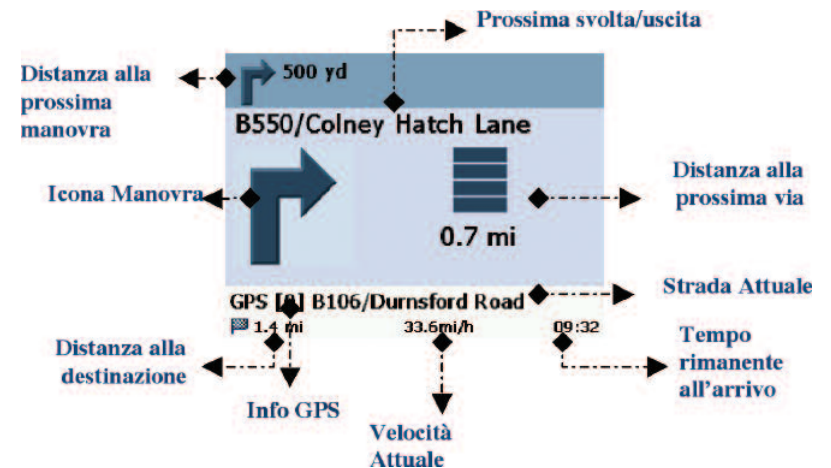 Prossima svolta/uscita
Distanza alla
prossima
manovra
500 yd
B550/Colney Hatch Lane
Icona Manovra
Distanza alla
prossima via
0.7 mi
Strada Attuale
GPS [8] B106/Durnsford Road
1.4 mi
33.6mi/h
09:32
Distanza alla
destinazione
Info GPS
Velocità
Attuale
Tempo
rimanente
all'arrivo